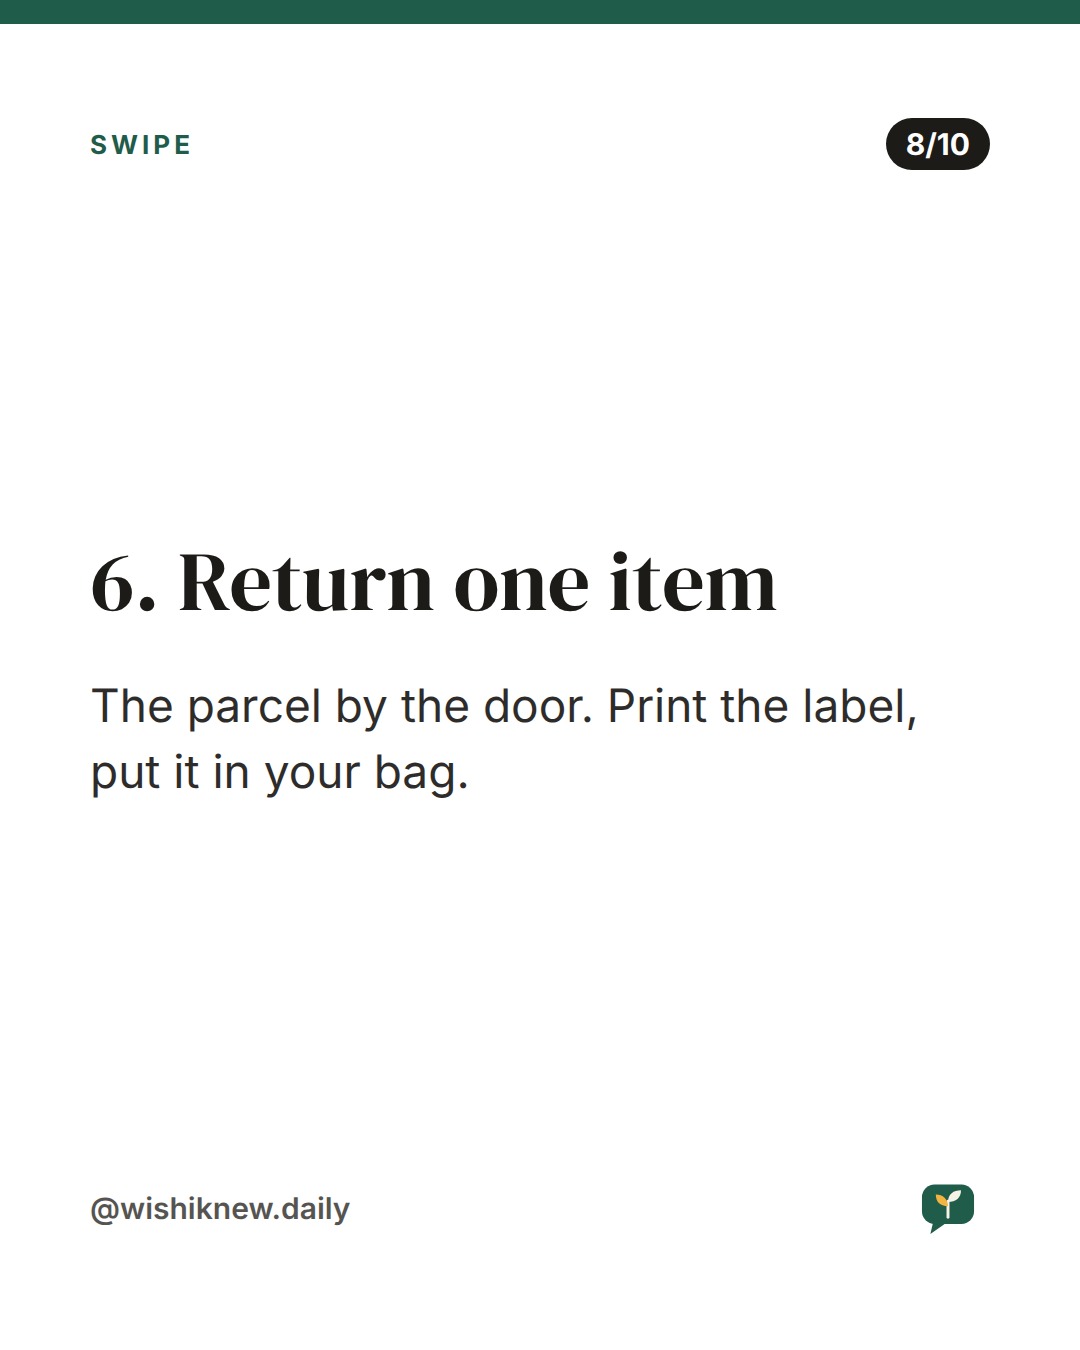 SWIPE
8/10
6. Return one item
The parcel by the door. Print the label,
put it in your bag.
@wishiknew.daily